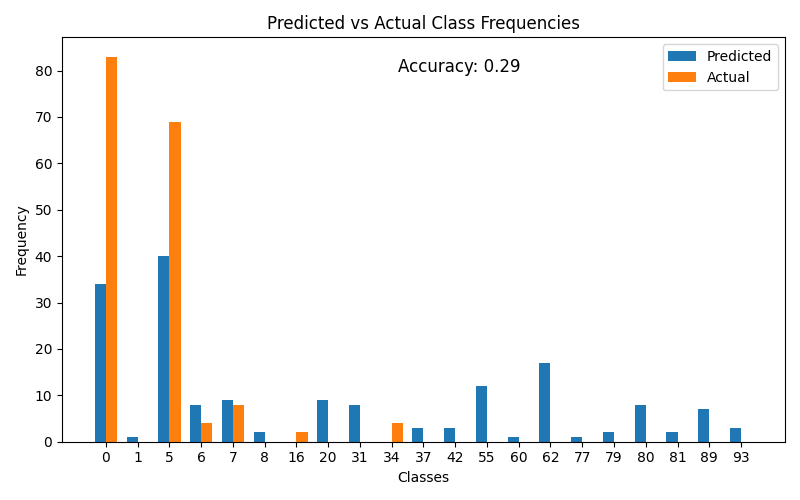 Predicted vs Actual Class Frequencies
Accuracy: 0.29
Predicted
Actual
Frequency
80
70
60
50
40
30
20
10
0
0 1 5 6 7 8 16 20 31 34 37 42 55 60 62 77 79 80 81 89 93
Classes